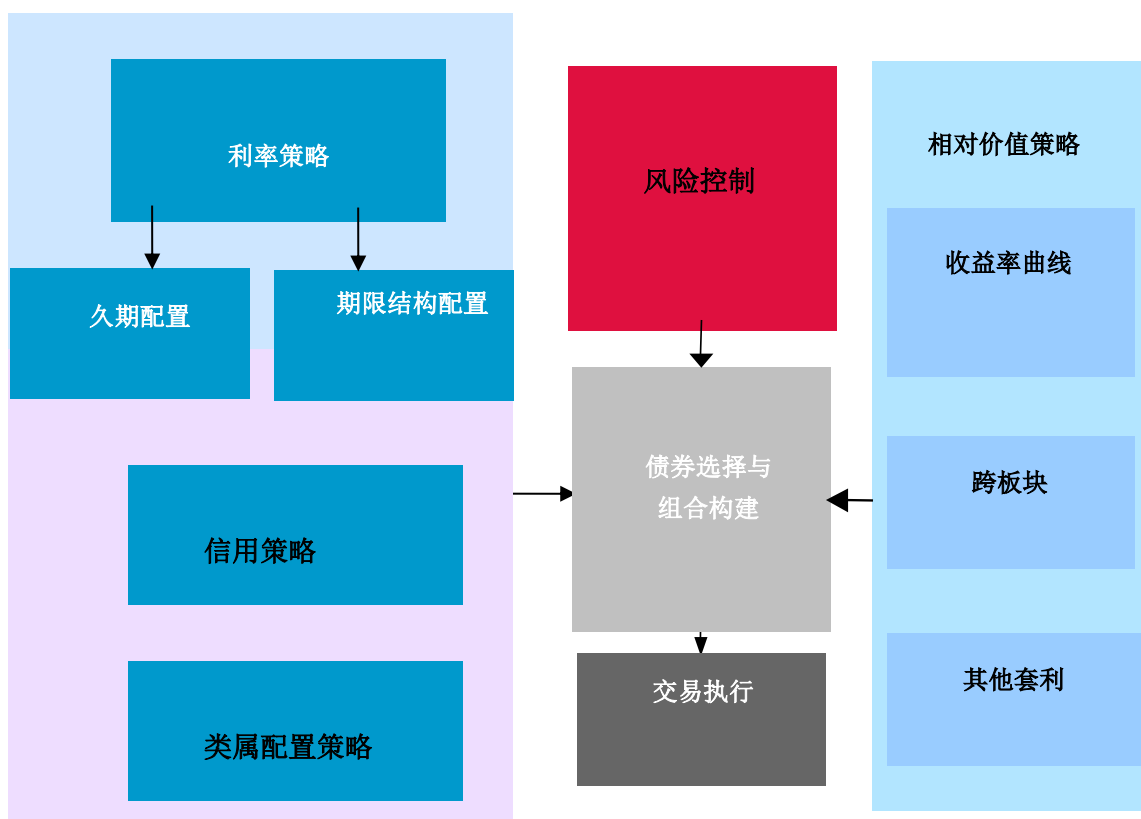 利率策略
久期配置
期限结构配置
信用策略
类属配置策略
风险控制
债券选择与
组合构建
交易执行
相对价值策略
收益率曲线
跨板块
其他套利